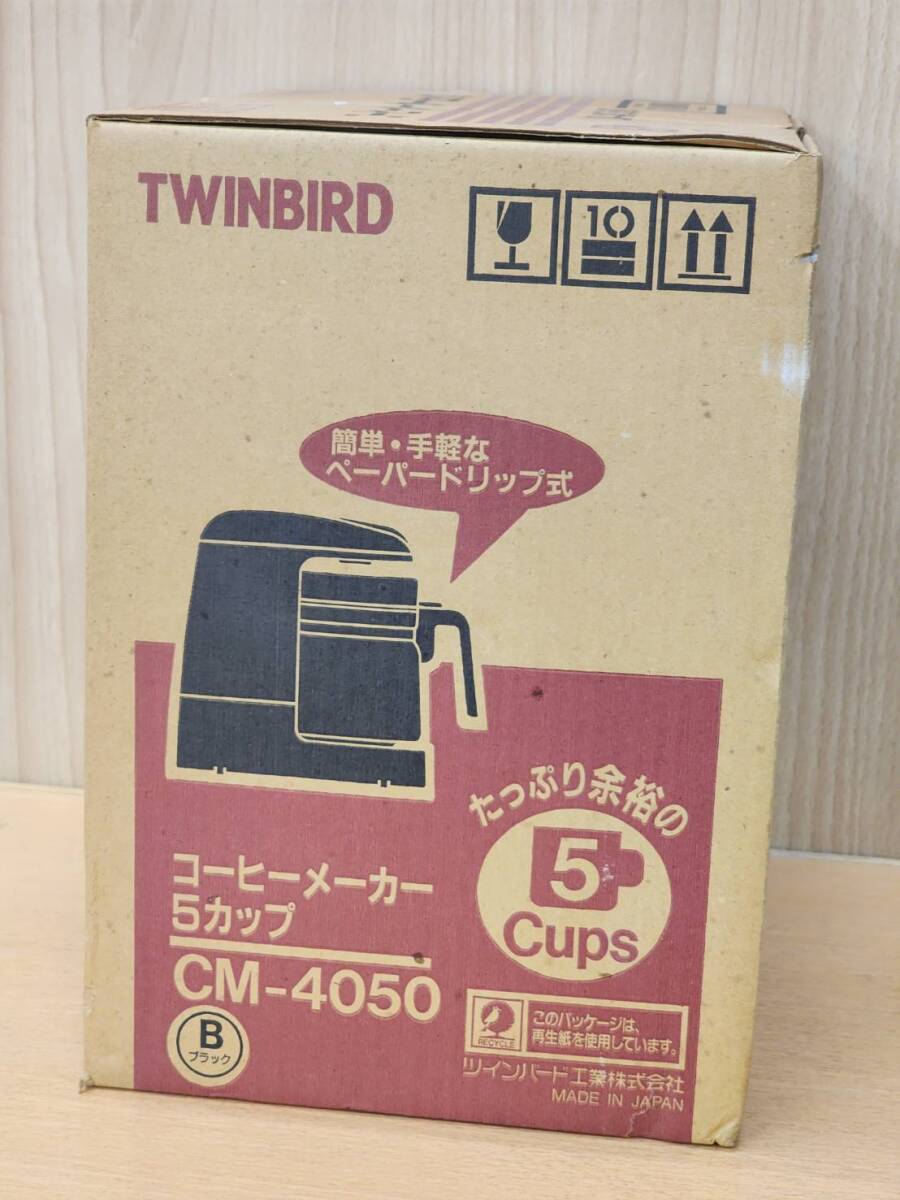 TWINBIRD
10
簡単・手軽な
ペーパードリップ式
たっぷり余裕の
5
Cups
コーヒーメーカー
5カップ
CM-4050
B
ブラック
RECYCLE
このパッケージは、
再生紙を使用しています。
ツインバード工業株式会社
MADE IN JAPAN